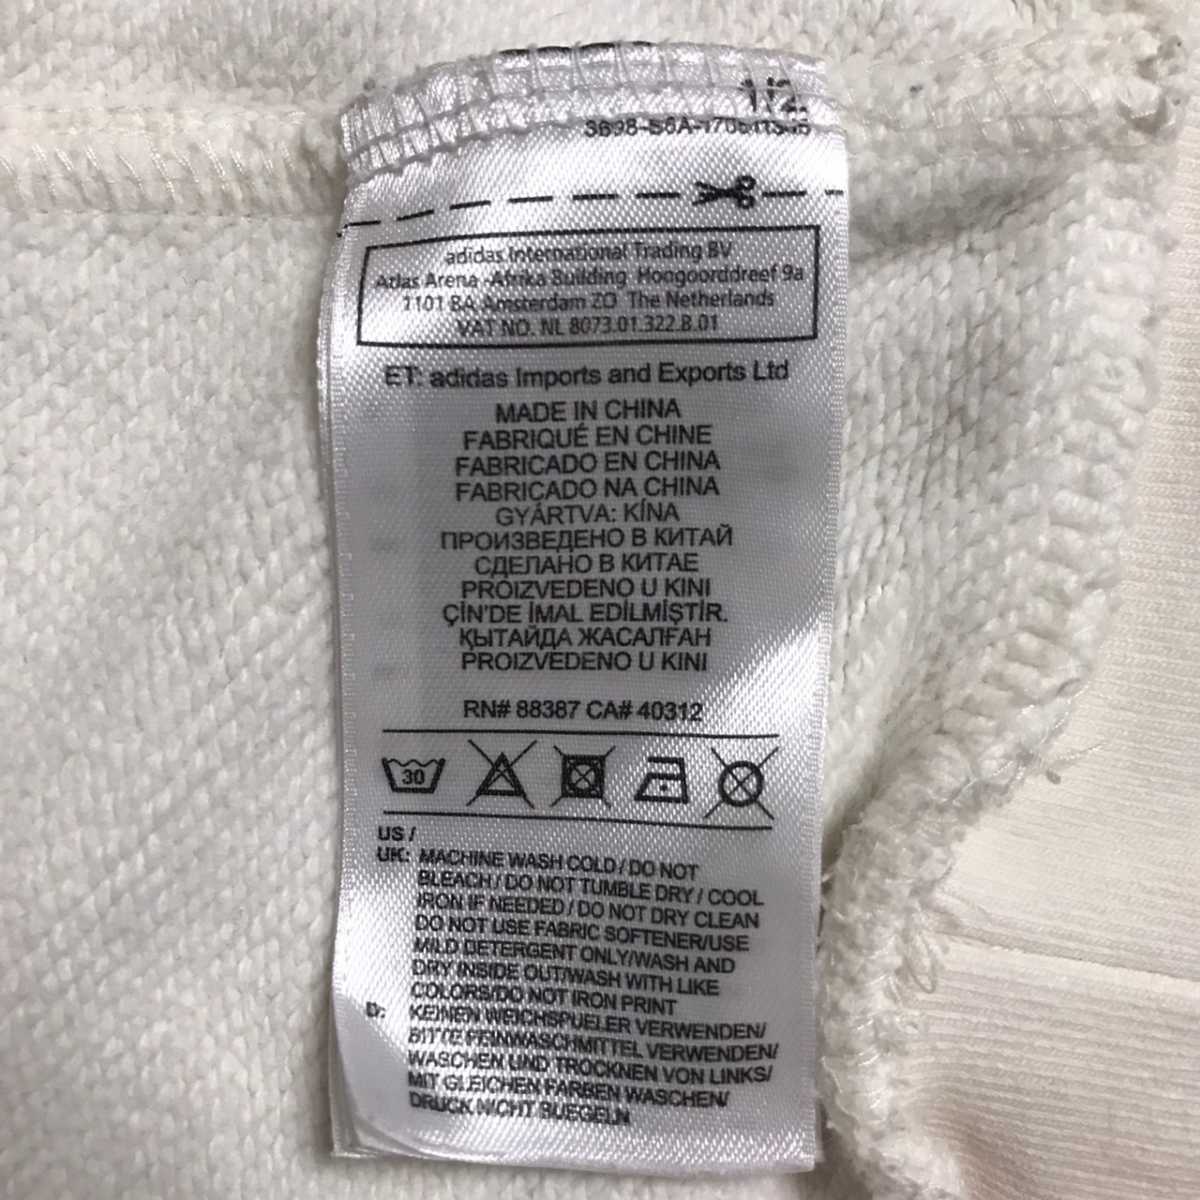 1/2
adidas International Trading BV
Atlas Arena -Afrika Building Hoogoorddreef 9a
1101 BA Amsterdam ZO The Netherlands
VAT NO. NL 8073.01.322.B.01
ET: adidas Imports and Exports Ltd
MADE IN CHINA
FABRIQUÉ EN CHINE
FABRICADO EN CHINA
FABRICADO NA CHINA
GYÁRTVA: KÍNA
ПРОИЗВЕДЕНО В КИТАЙ
СДЕЛАНО В КИТАЕ
PROIZVEDENO U KINI
ÇİN'DE İMAL EDİLMİŞTİR.
ҚЫТАЙДА ЖАСАЛҒАН
PROIZVEDENO U KINI
RN# 88387 CA# 40312
30
US /
UK: MACHINE WASH COLD / DO NOT
BLEACH / DO NOT TUMBLE DRY / COOL
IRON IF NEEDED / DO NOT DRY CLEAN
DO NOT USE FABRIC SOFTENER/USE
MILD DETERGENT ONLY/WASH AND
DRY INSIDE OUT/WASH WITH LIKE
COLORS/DO NOT IRON PRINT
D: KEINEN WEICHSPUELER VERWENDEN/
BITTE FEINWASCHMITTEL VERWENDEN/
WASCHEN UND TROCKNEN VON LINKS/
MIT GLEICHEN FARBEN WASCHEN/
DRUCK NICHT BUEGELN